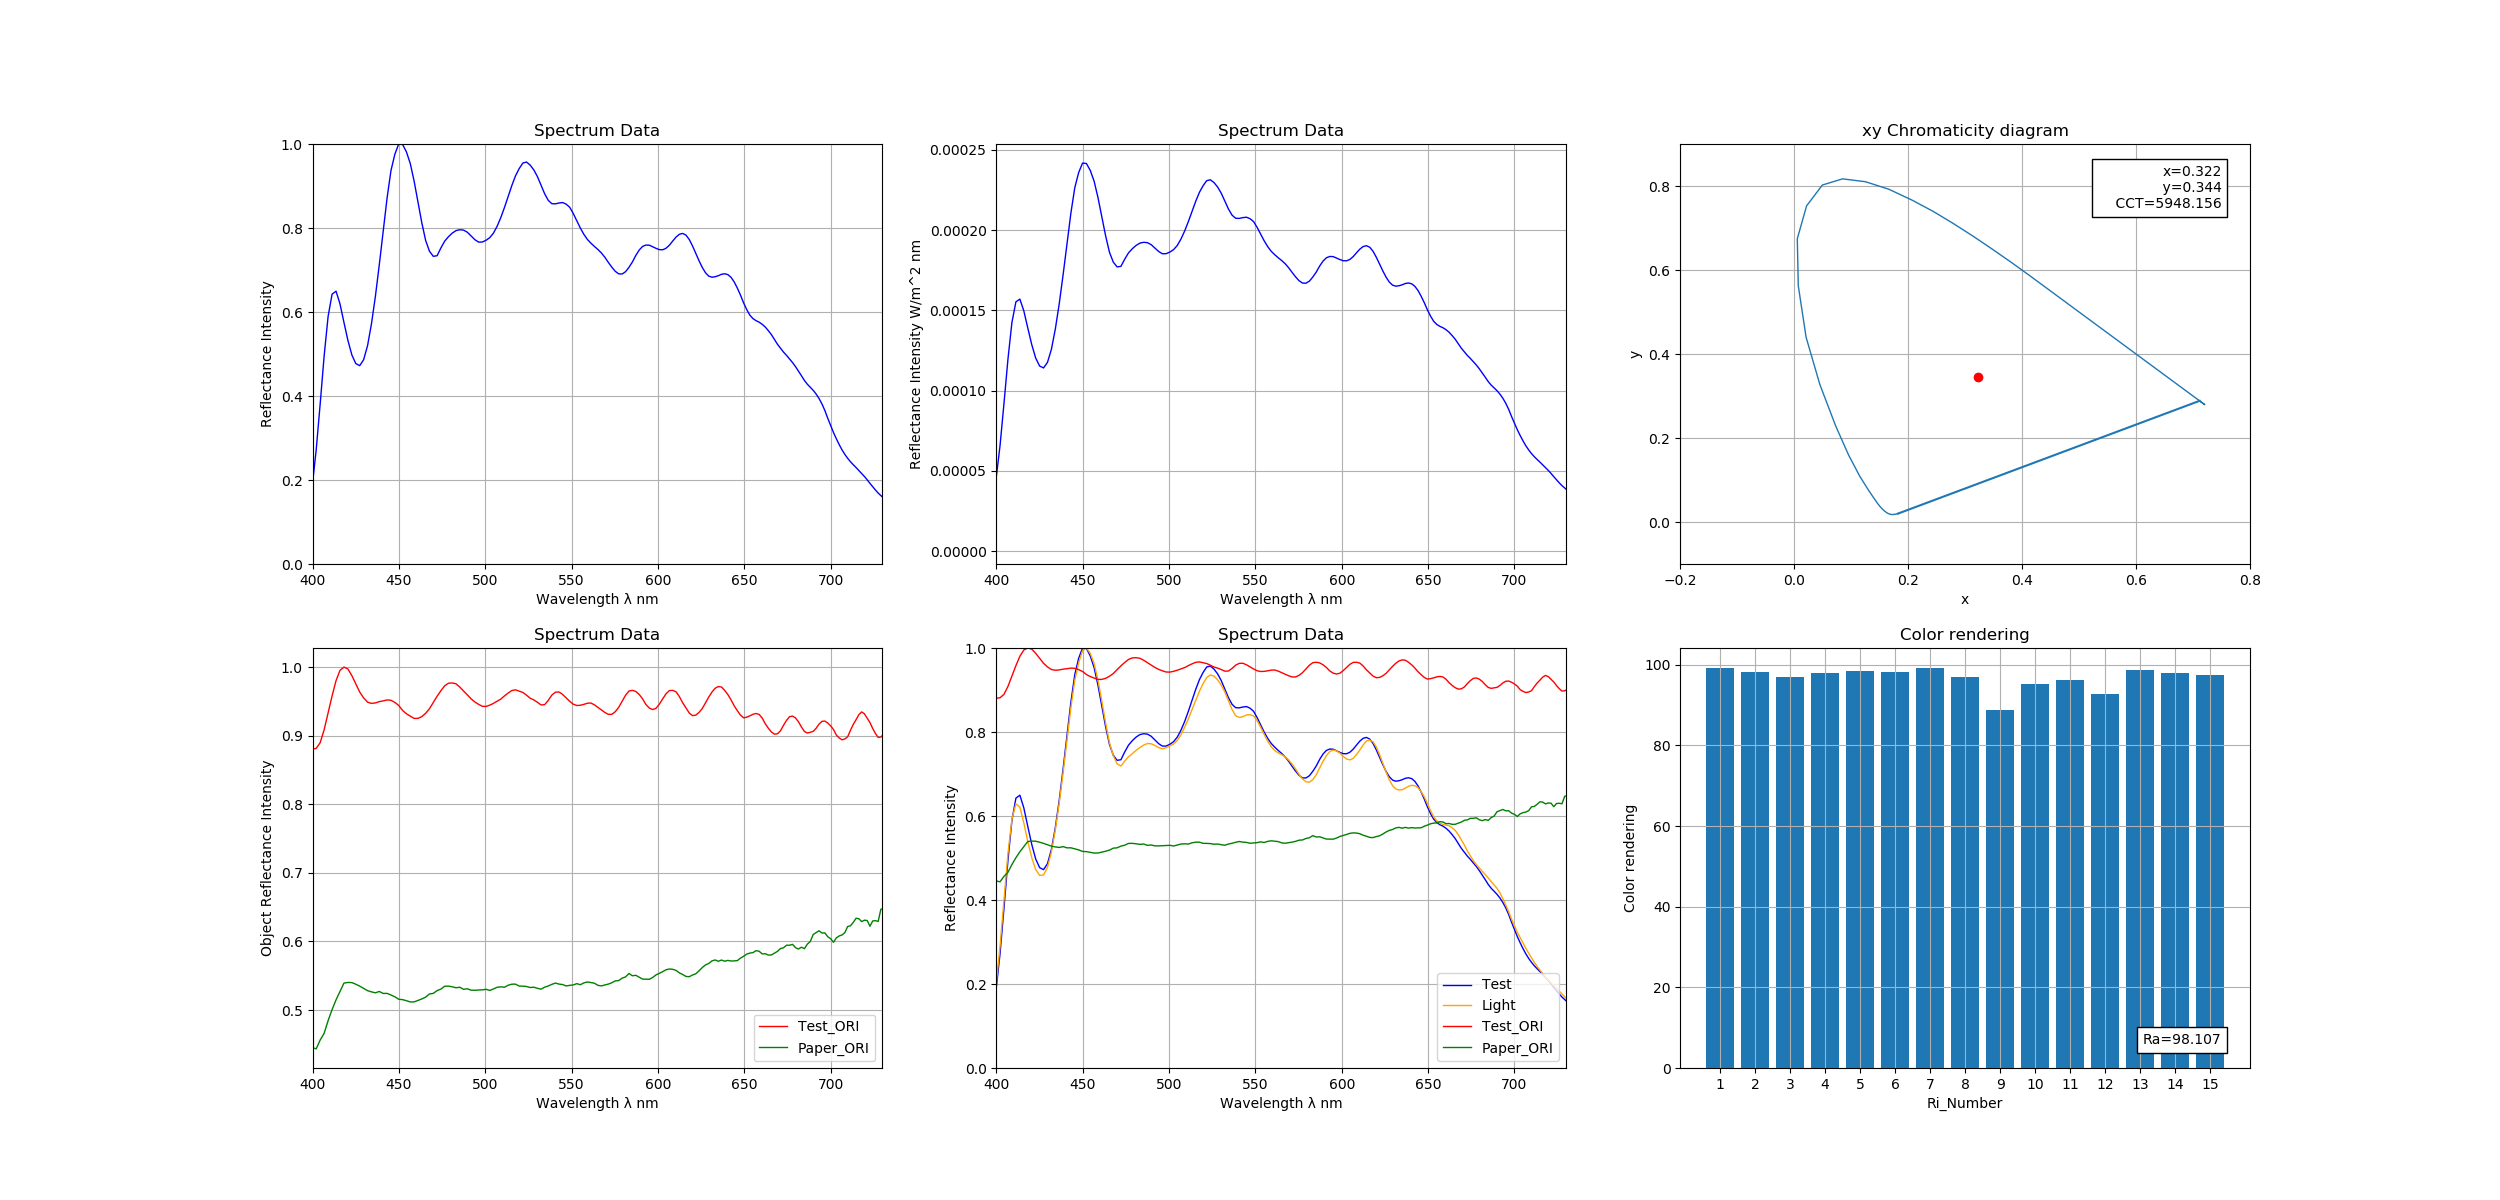 Spectrum Data
1.0
0.8
0.6
0.4
0.2
0.0
Reflectance Intensity
400 450 500 550 600 650 700
Wavelength λ nm
Spectrum Data
0.00025
0.00020
0.00015
0.00010
0.00005
0.00000
Reflectance Intensity W/m^2 nm
400 450 500 550 600 650 700
Wavelength λ nm
xy Chromaticity diagram
x=0.322
y=0.344
CCT=5948.156
0.8
0.6
0.4
0.2
0.0
y
−0.2 0.0 0.2 0.4 0.6 0.8
x
Spectrum Data
1.0
0.9
0.8
0.7
0.6
0.5
Object Reflectance Intensity
Test_ORI
Paper_ORI
400 450 500 550 600 650 700
Wavelength λ nm
Spectrum Data
1.0
0.8
0.6
0.4
0.2
0.0
Reflectance Intensity
Test
Light
Test_ORI
Paper_ORI
400 450 500 550 600 650 700
Wavelength λ nm
Color rendering
100
80
60
40
20
0
Color rendering
Ra=98.107
1 2 3 4 5 6 7 8 9 10 11 12 13 14 15
Ri_Number